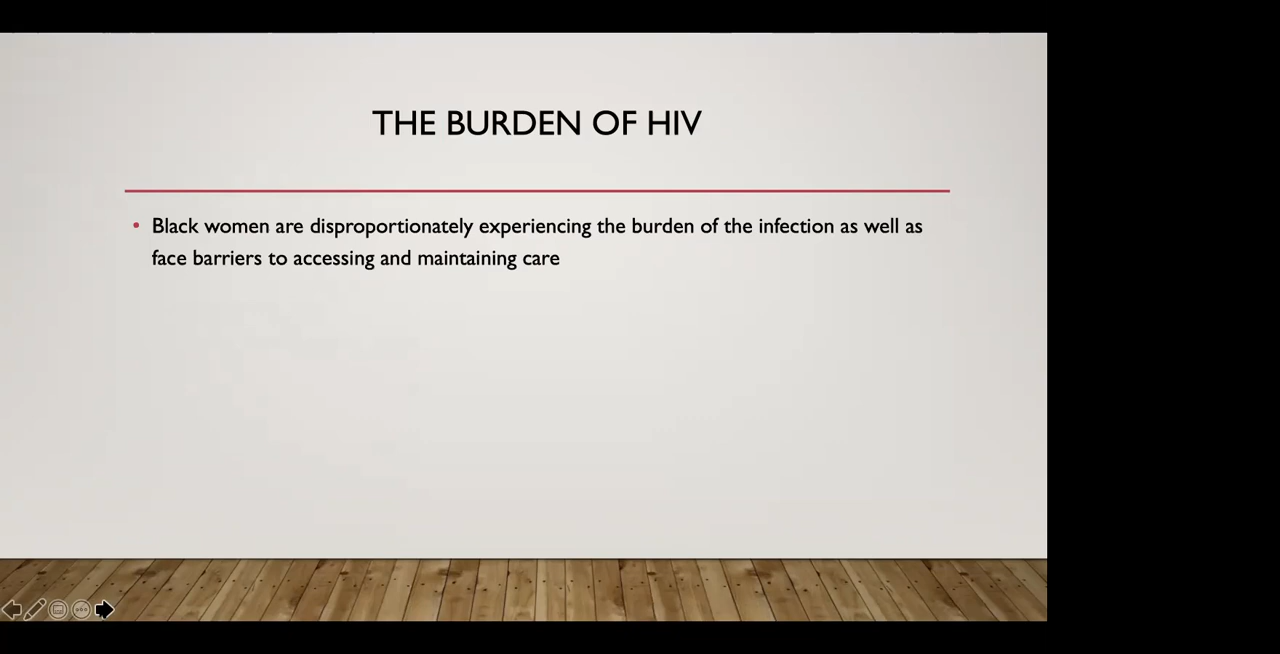 THE BURDEN OF HIV
• Black women are disproportionately experiencing the burden of the infection as well as
face barriers to accessing and maintaining care